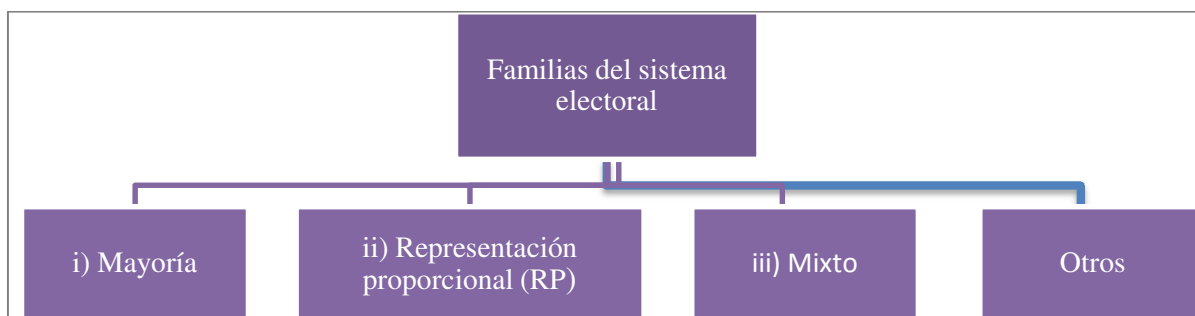 Familias del sistema
electoral
i) Mayoría
ii) Representación
proporcional (RP)
iii) Mixto
Otros